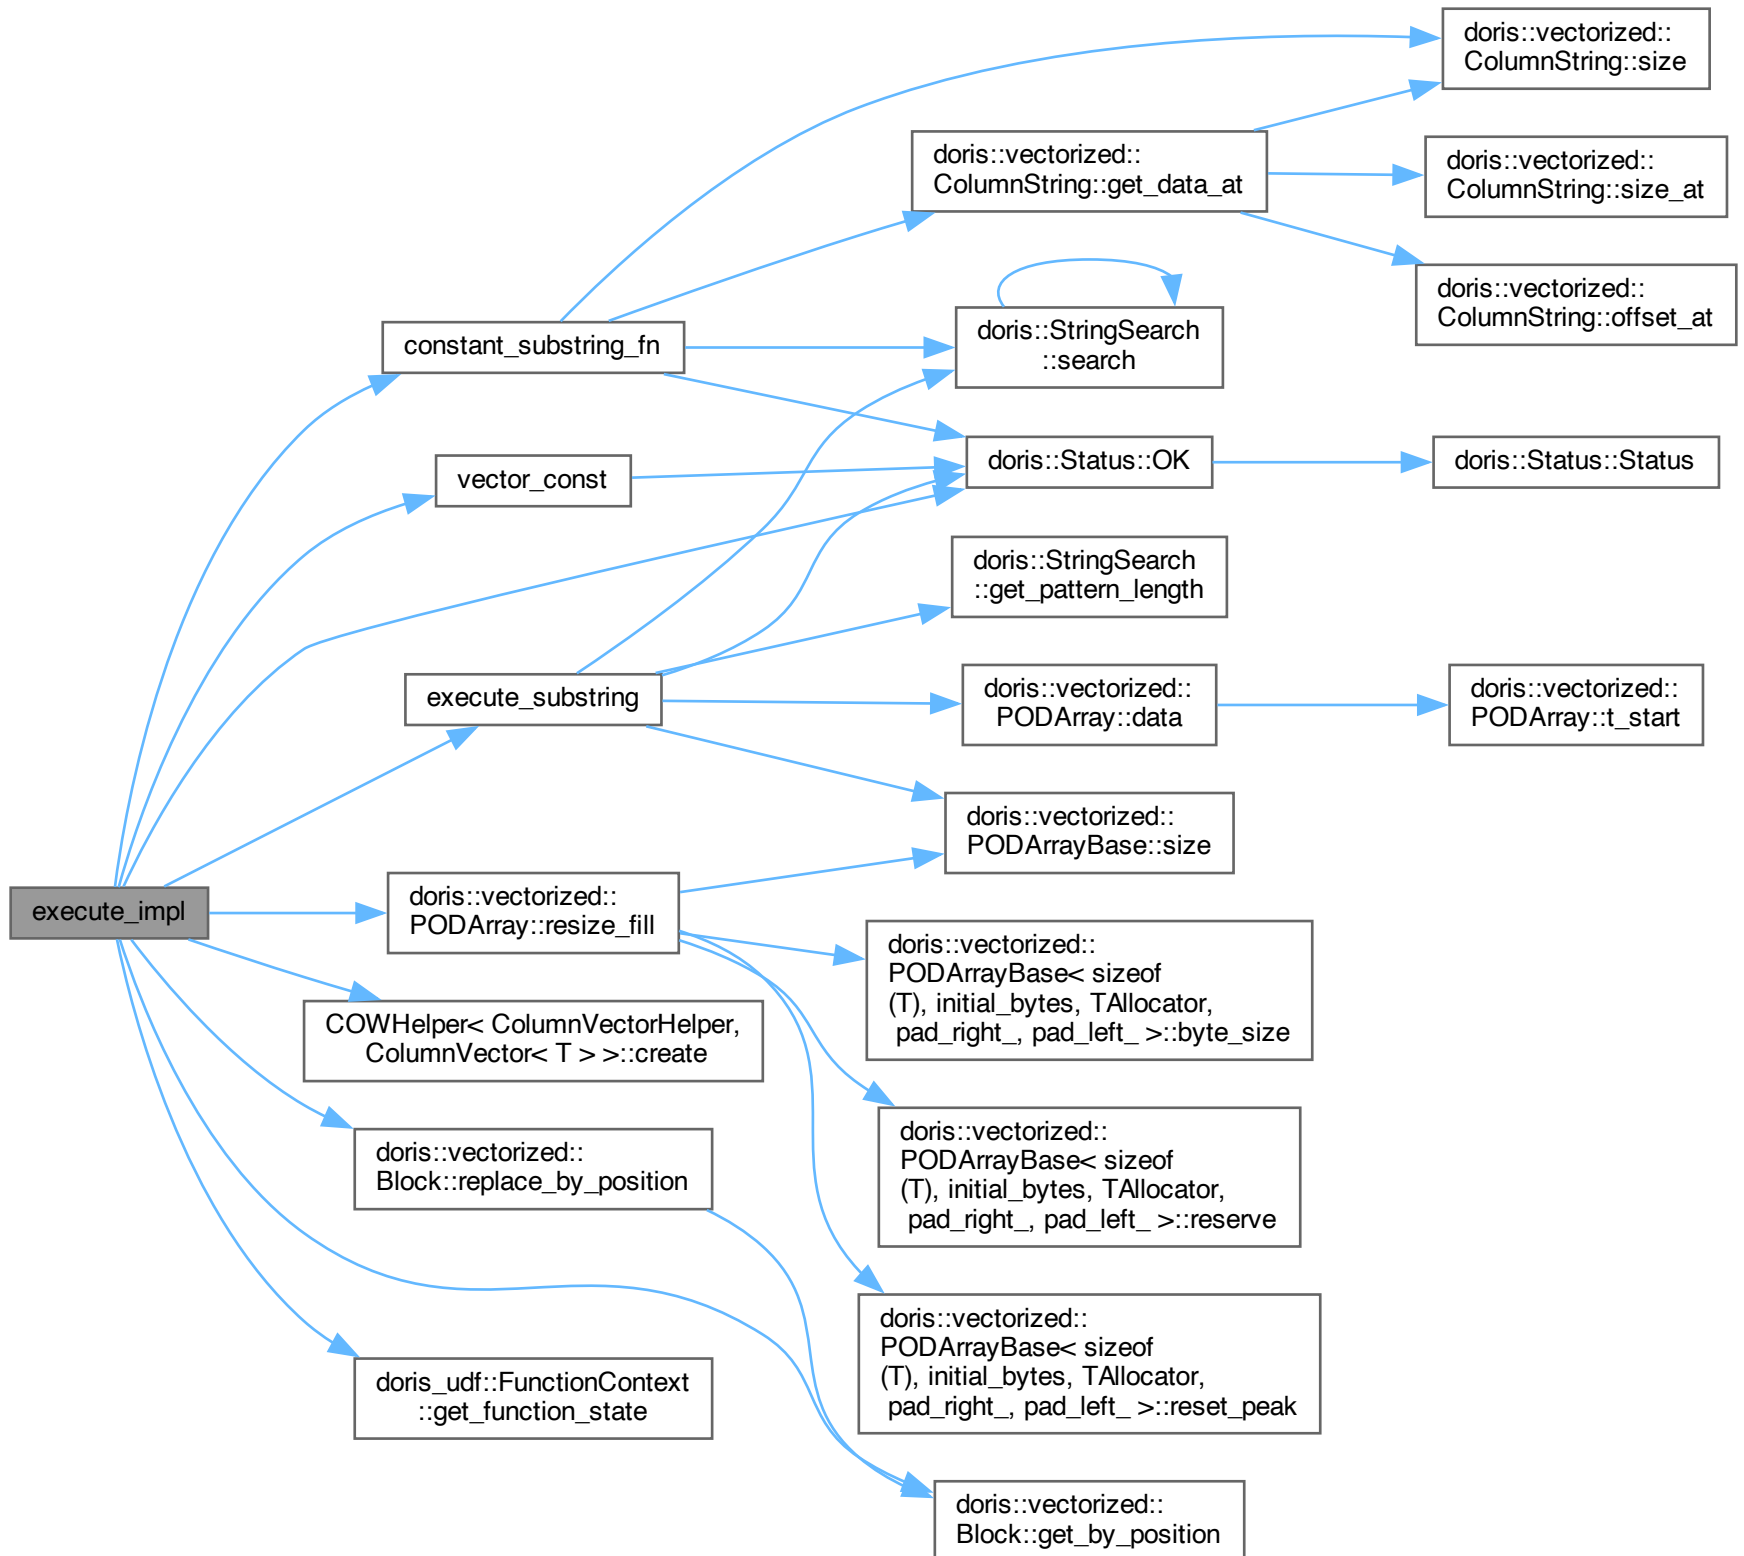 doris::vectorized::
ColumnString::size
doris::vectorized::
ColumnString::get_data_at
doris::vectorized::
ColumnString::size_at
doris::vectorized::
ColumnString::offset_at
constant_substring_fn
doris::StringSearch
::search
vector_const
doris::Status::OK
doris::Status::Status
doris::StringSearch
::get_pattern_length
execute_substring
doris::vectorized::
PODArray::data
doris::vectorized::
PODArray::t_start
doris::vectorized::
PODArrayBase::size
execute_impl
doris::vectorized::
PODArray::resize_fill
doris::vectorized::
PODArrayBase< sizeof
(T), initial_bytes, TAllocator,
pad_right_, pad_left_ >::byte_size
COWHelper< ColumnVectorHelper,
ColumnVector< T > >::create
doris::vectorized::
Block::replace_by_position
doris::vectorized::
PODArrayBase< sizeof
(T), initial_bytes, TAllocator,
pad_right_, pad_left_ >::reserve
doris::vectorized::
PODArrayBase< sizeof
(T), initial_bytes, TAllocator,
pad_right_, pad_left_ >::reset_peak
doris_udf::FunctionContext
::get_function_state
doris::vectorized::
Block::get_by_position